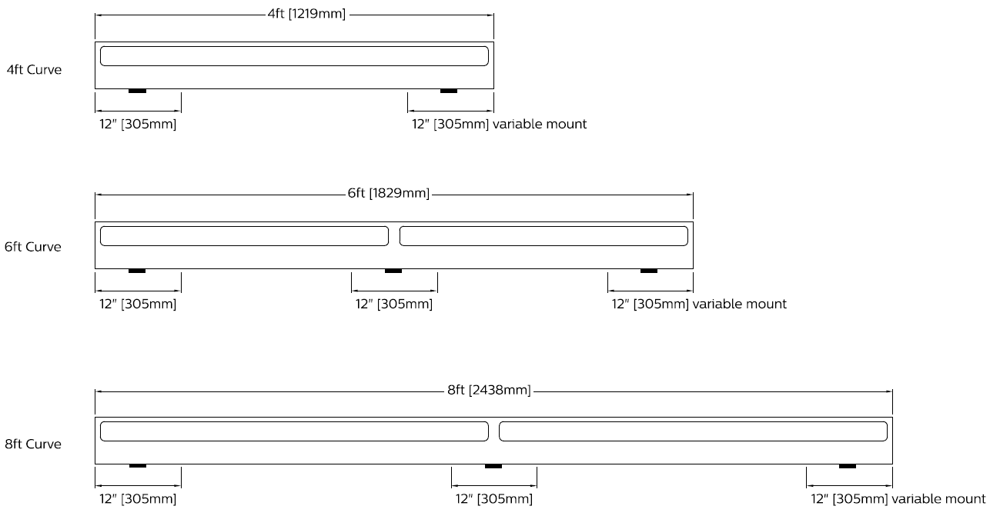 4ft [1219mm]
4ft Curve
12" [305mm]
12" [305mm] variable mount
6ft [1829mm]
6ft Curve
12" [305mm]
12" [305mm]
12" [305mm] variable mount
8ft [2438mm]
8ft Curve
12" [305mm]
12" [305mm]
12" [305mm] variable mount